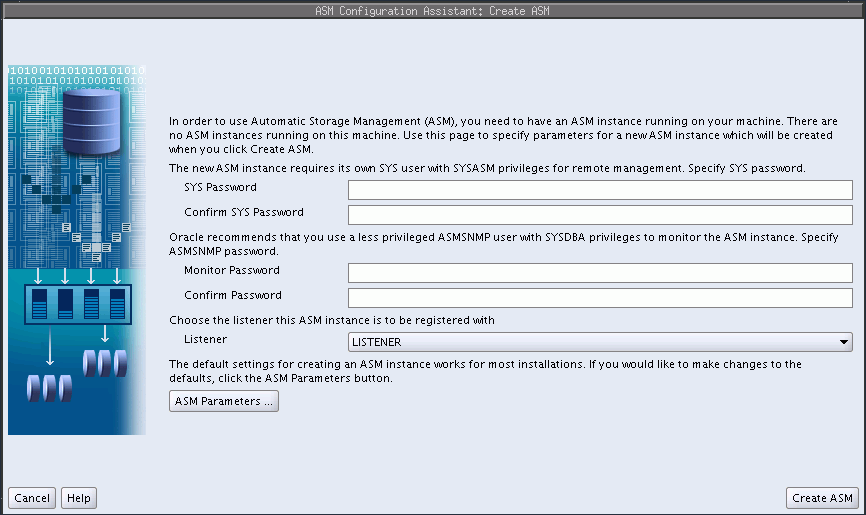 ASM Configuration Assistant: Create ASM
In order to use Automatic Storage Management (ASM), you need to have an ASM instance running on your machine. There are
no ASM instances running on this machine. Use this page to specify parameters for a new ASM instance which will be created
when you click Create ASM.
The new ASM instance requires its own SYS user with SYSASM privileges for remote management. Specify SYS password.
SYS Password
Confirm SYS Password
Oracle recommends that you use a less privileged ASMSNMP user with SYSDBA privileges to monitor the ASM instance. Specify
ASMSNMP password.
Monitor Password
Confirm Password
Choose the listener this ASM instance is to be registered with
Listener
LISTENER
The default settings for creating an ASM instance works for most installations. If you would like to make changes to the
defaults, click the ASM Parameters button.
ASM Parameters ...
Cancel
Help
Create ASM